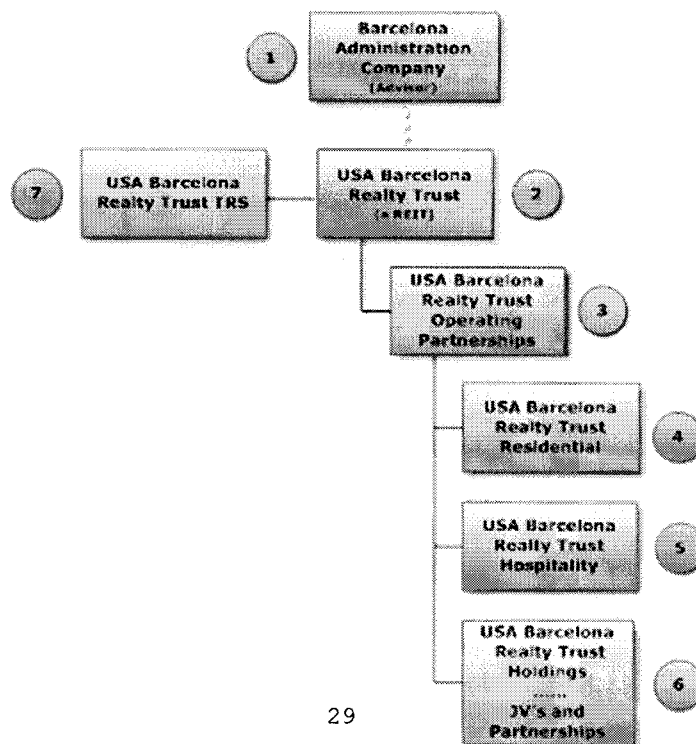 Barcelona
Administration
Company
(Advisor)
1
7
USA Barcelona
Realty Trust TRS
USA Barcelona
Realty Trust
(a REIT)
2
USA Barcelona
Realty Trust
Operating
Partnerships
3
USA Barcelona
Realty Trust
Residential
4
USA Barcelona
Realty Trust
Hospitality
5
USA Barcelona
Realty Trust
Holdings
......
JV's and
Partnerships
6
29